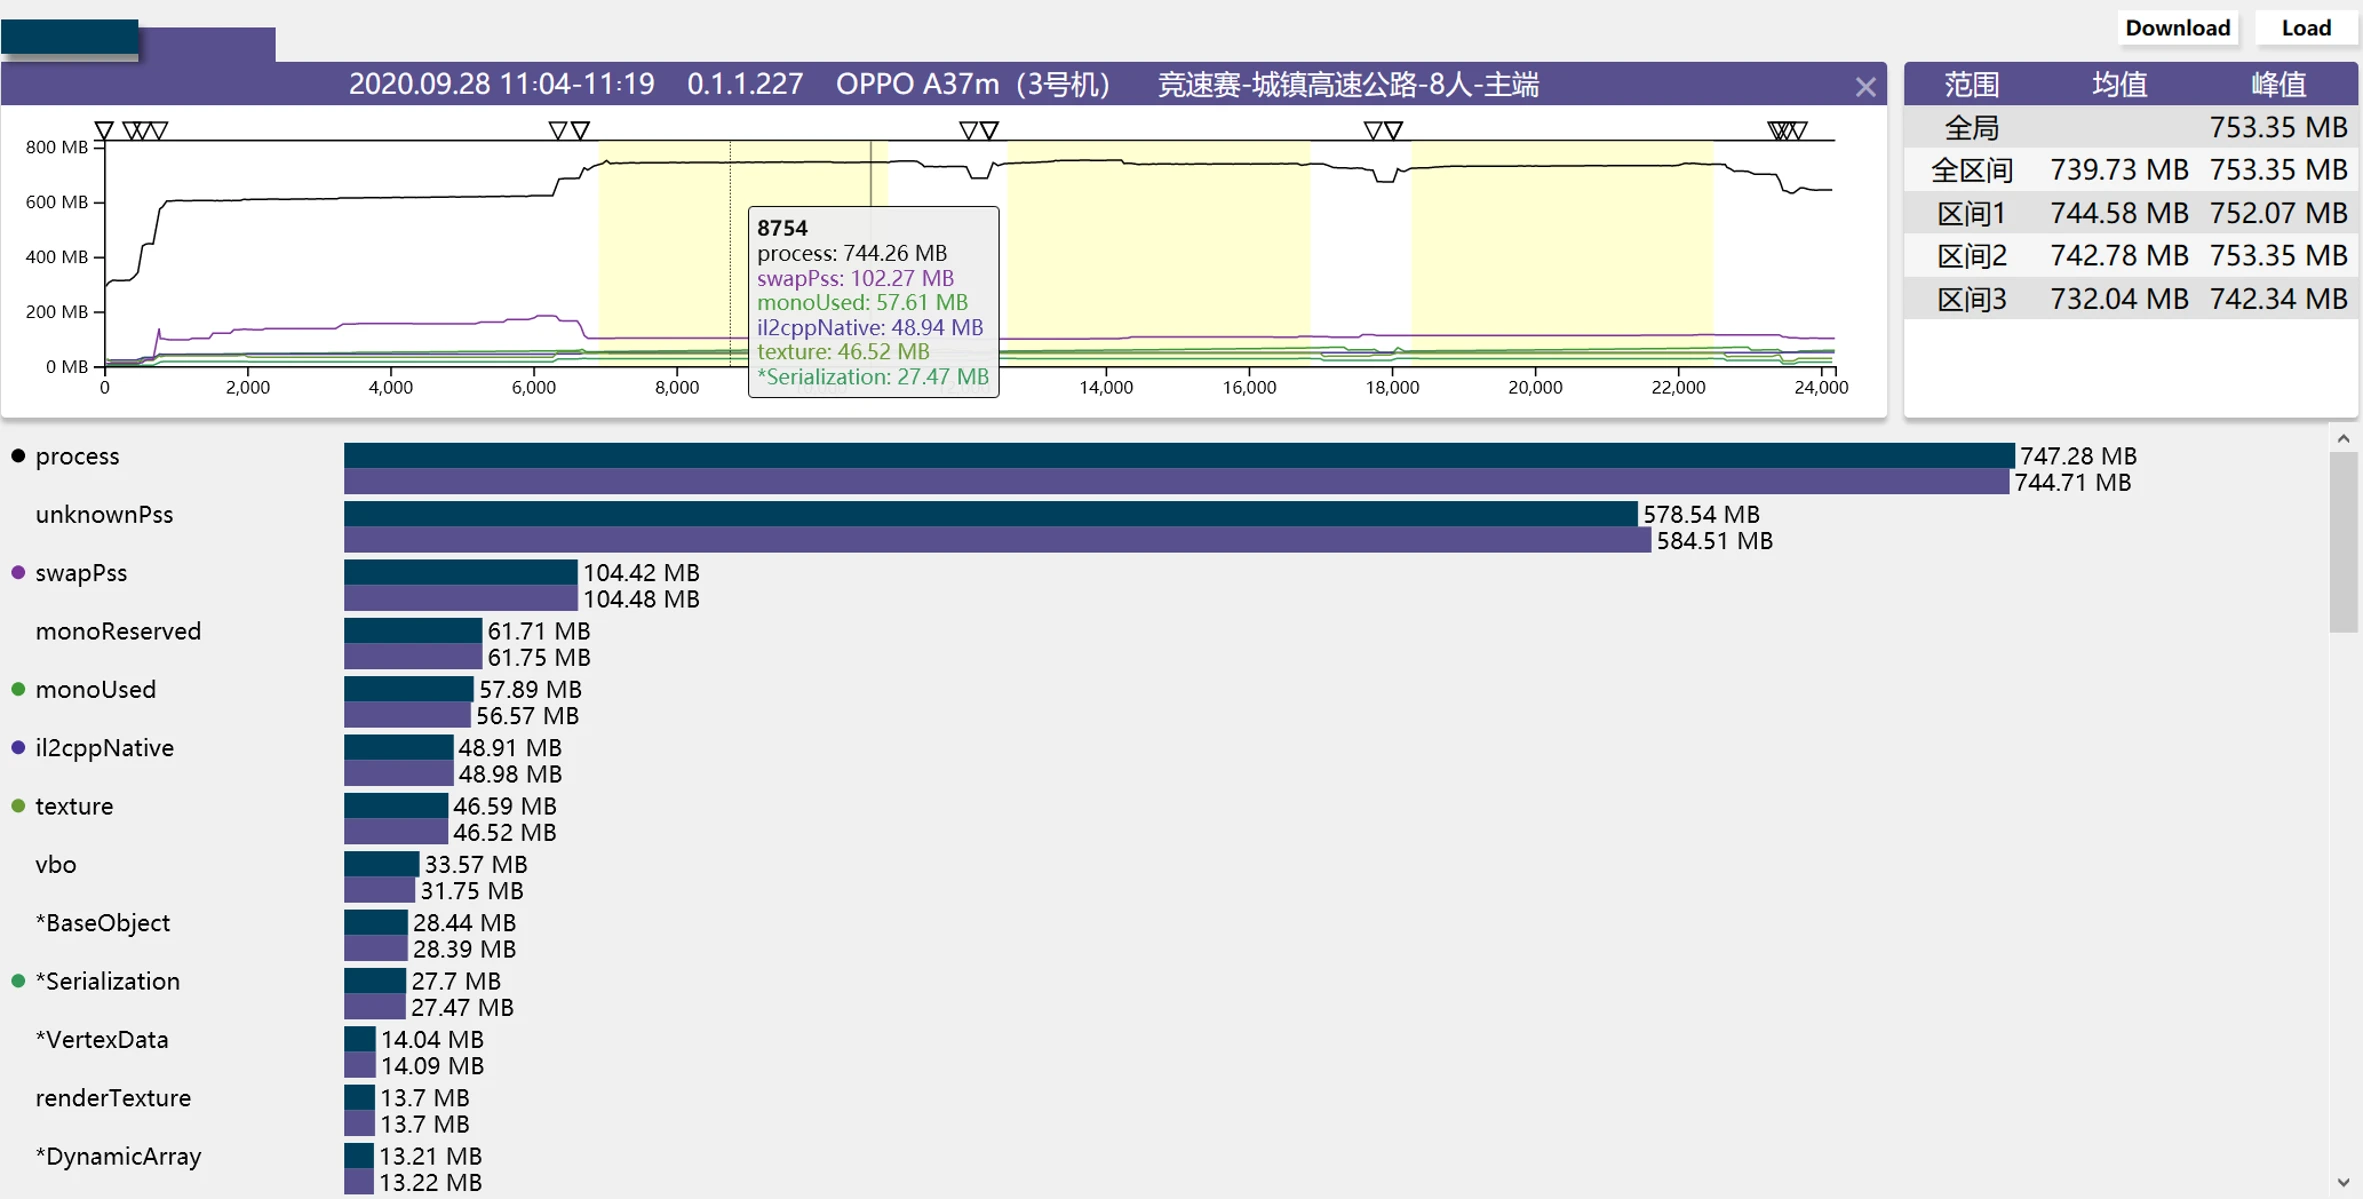 Download
Load
2020.09.28 11:04-11:19 0.1.1.227 OPPO A37m（3号机） 竞速赛-城镇高速公路-8人-主端
范围 均值 峰值
全局 753.35 MB
全区间 739.73 MB 753.35 MB
区间1 744.58 MB 752.07 MB
区间2 742.78 MB 753.35 MB
区间3 732.04 MB 742.34 MB
800 MB
600 MB
400 MB
200 MB
0 MB
0 2,000 4,000 6,000 8,000 14,000 16,000 18,000 20,000 22,000 24,000
8754
process: 744.26 MB
swapPss: 102.27 MB
monoUsed: 57.61 MB
il2cppNative: 48.94 MB
texture: 46.52 MB
*Serialization: 27.47 MB
process
747.28 MB
744.71 MB
unknownPss
578.54 MB
584.51 MB
swapPss
104.42 MB
104.48 MB
monoReserved
61.71 MB
61.75 MB
monoUsed
57.89 MB
56.57 MB
il2cppNative
48.91 MB
48.98 MB
texture
46.59 MB
46.52 MB
vbo
33.57 MB
31.75 MB
*BaseObject
28.44 MB
28.39 MB
*Serialization
27.7 MB
27.47 MB
*VertexData
14.04 MB
14.09 MB
renderTexture
13.7 MB
13.7 MB
*DynamicArray
13.21 MB
13.22 MB